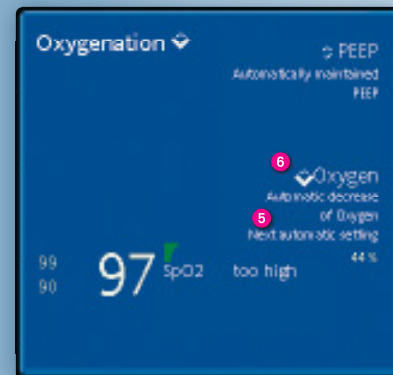 Oxygenation
PEEP
Automatically maintained
PEEP
6
Oxygen
Automatic decrease
5 of Oxygen
Next automatic setting
44 %
99
90
97 SpO2 too high